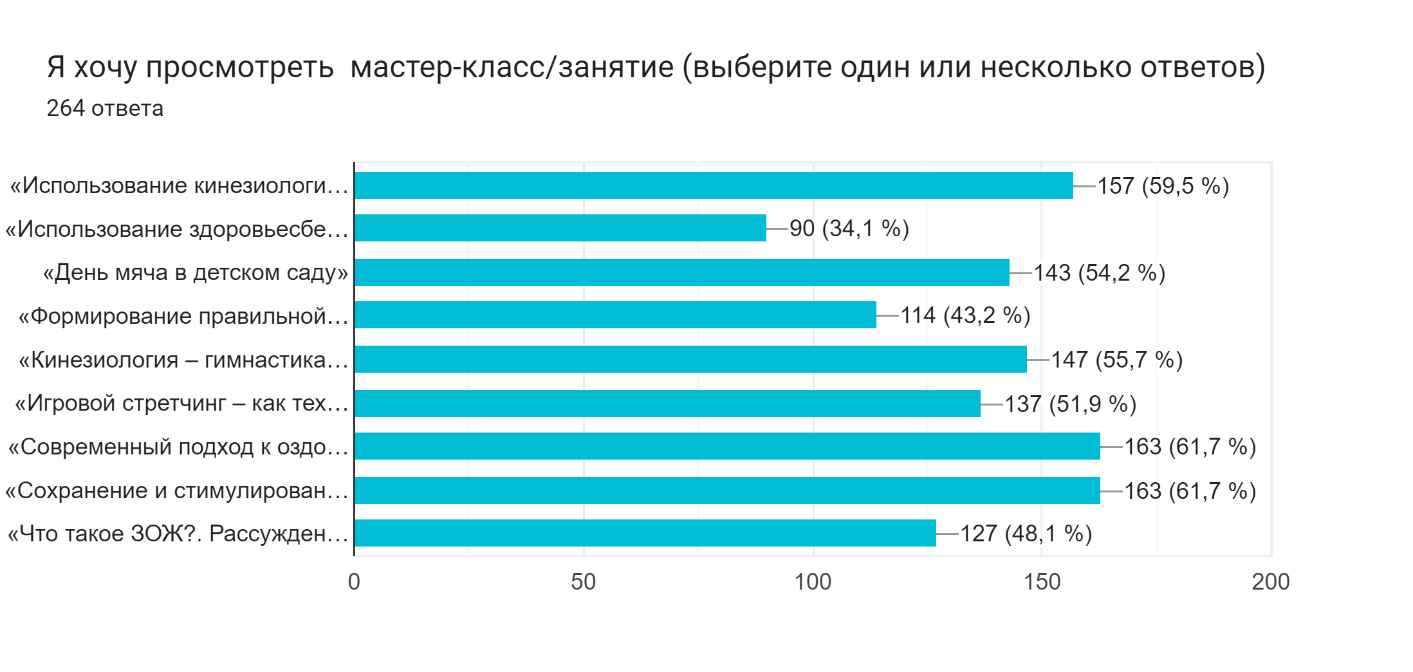 Я хочу просмотреть  мастер-класс/занятие (выберите один или несколько ответов)
264 ответа
«Использование кинезиологи… 157 (59,5 %)
«Использование здоровьесбе… 90 (34,1 %)
«День мяча в детском саду» 143 (54,2 %)
«Формирование правильной… 114 (43,2 %)
«Кинезиология – гимнастика… 147 (55,7 %)
«Игровой стретчинг – как тех… 137 (51,9 %)
«Современный подход к оздо… 163 (61,7 %)
«Сохранение и стимулирован… 163 (61,7 %)
«Что такое ЗОЖ?. Рассужден… 127 (48,1 %)
0 50 100 150 200